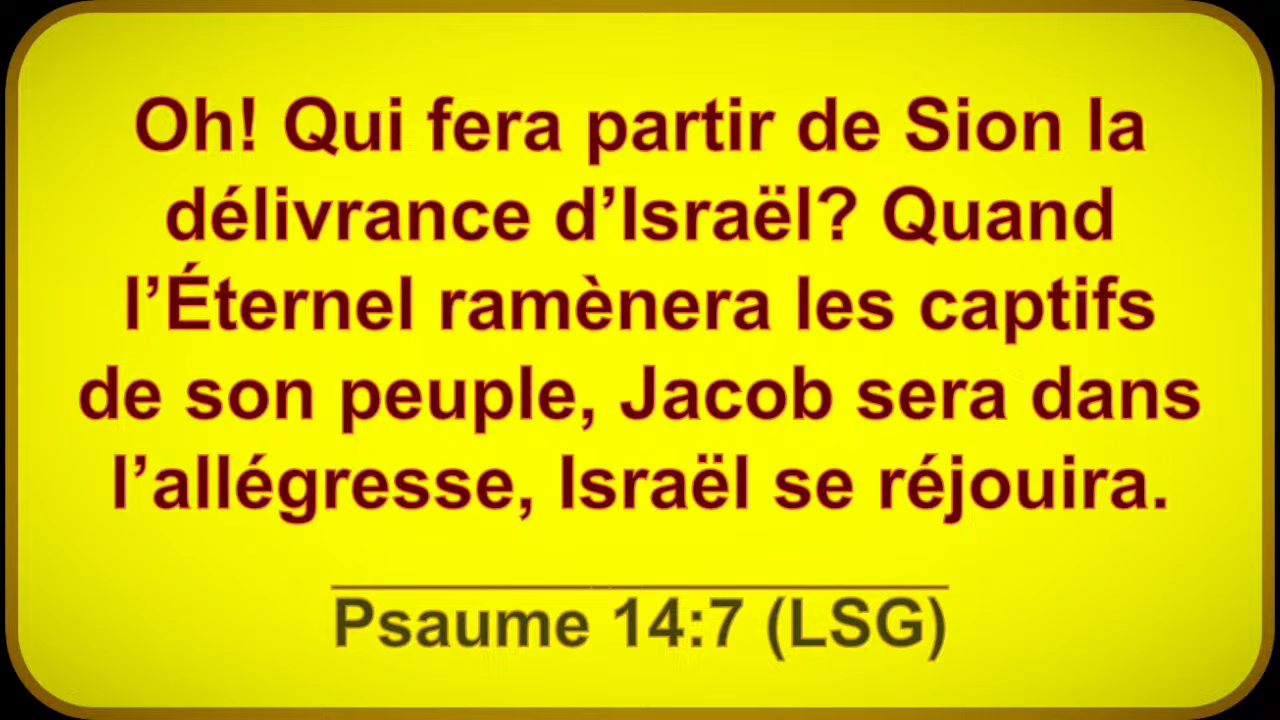 Oh! Qui fera partir de Sion la
délivrance d’Israël? Quand
l’Éternel ramènera les captifs
de son peuple, Jacob sera dans
l’allégresse, Israël se réjouira.
Psaume 14:7 (LSG)